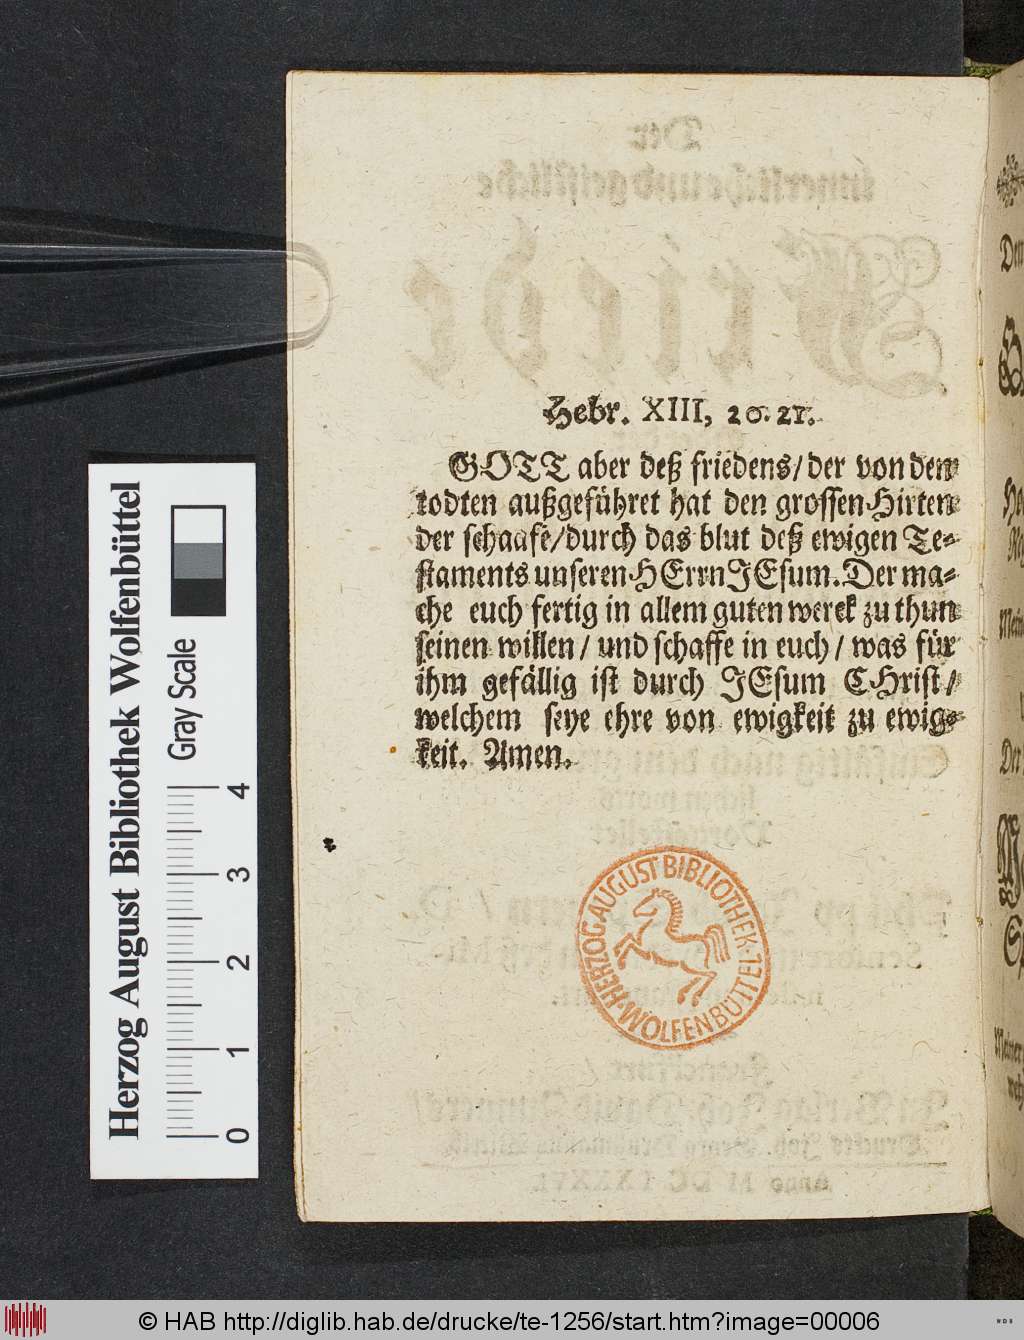 Hebr. XIII, 20. 21.
GOTT aber deß friedens/ der von den
todten außgeführet hat den grossen Hirten
der schaafe/ durch das blut deß ewigen Te-
staments unseren HErrn JEsum. Der ma-
che euch fertig in allem guten werck zu thun
seinen willen / und schaffe in euch / was für
ihm gefällig ist durch JEsum CHrist /
welchem seye ehre von ewigkeit zu ewig-
keit. Amen.
HERZOG AUGUST BIBLIOTHEK · WOLFENBÜTTEL ·
Herzog August Bibliothek Wolfenbüttel
Gray Scale
0 1 2 3 4
© HAB http://diglib.hab.de/drucke/te-1256/start.htm?image=00006